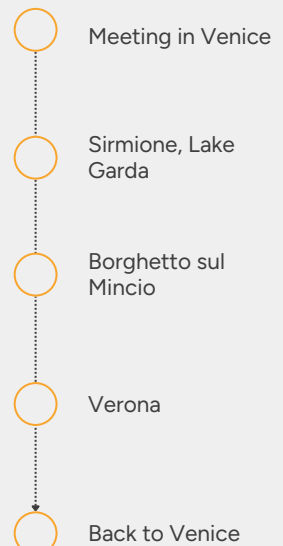 Meeting in Venice
Sirmione, Lake
Garda
Borghetto sul
Mincio
Verona
Back to Venice